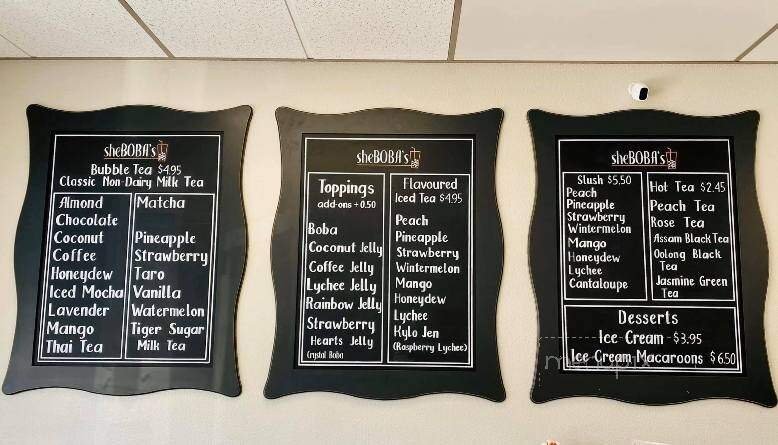 sheBOBA's
Bubble Tea $4.95
Classic Non-Dairy Milk Tea
Almond
Chocolate
Coconut
Coffee
Honeydew
Iced Mocha
Lavender
Mango
Thai Tea
Matcha
Pineapple
Strawberry
Taro
Vanilla
Watermelon
Tiger Sugar
Milk Tea
sheBOBA's
Toppings
add-ons +0.50
Boba
Coconut Jelly
Coffee Jelly
Lychee Jelly
Rainbow Jelly
Strawberry
Hearts Jelly
Crystal Boba
Flavoured
Iced Tea $4.95
Peach
Pineapple
Strawberry
Wintermelon
Mango
Honeydew
Lychee
Kylo Jen
(Raspberry Lychee)
sheBOBA's
Slush $5.50
Peach
Pineapple
Strawberry
Wintermelon
Mango
Honeydew
Lychee
Cantaloupe
Hot Tea $2.45
Peach Tea
Rose Tea
Assam Black Tea
Oolong Black
Tea
Jasmine Green
Tea
Desserts
Ice Cream $3.95
Ice Cream Macaroons $6.50
menupix